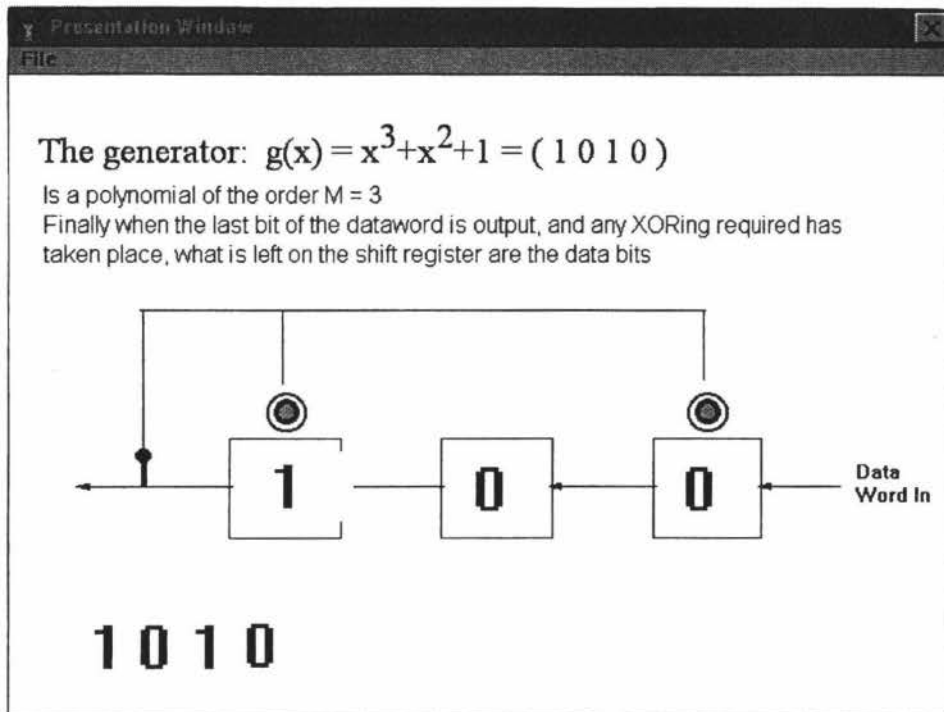 Presentation Window
File
The generator: g(x) = x³+x²+1 = ( 1 0 1 0 )
Is a polynomial of the order M = 3
Finally when the last bit of the dataword is output, and any XORing required has
taken place, what is left on the shift register are the data bits
1 0 0
Data
Word In
1 0 1 0